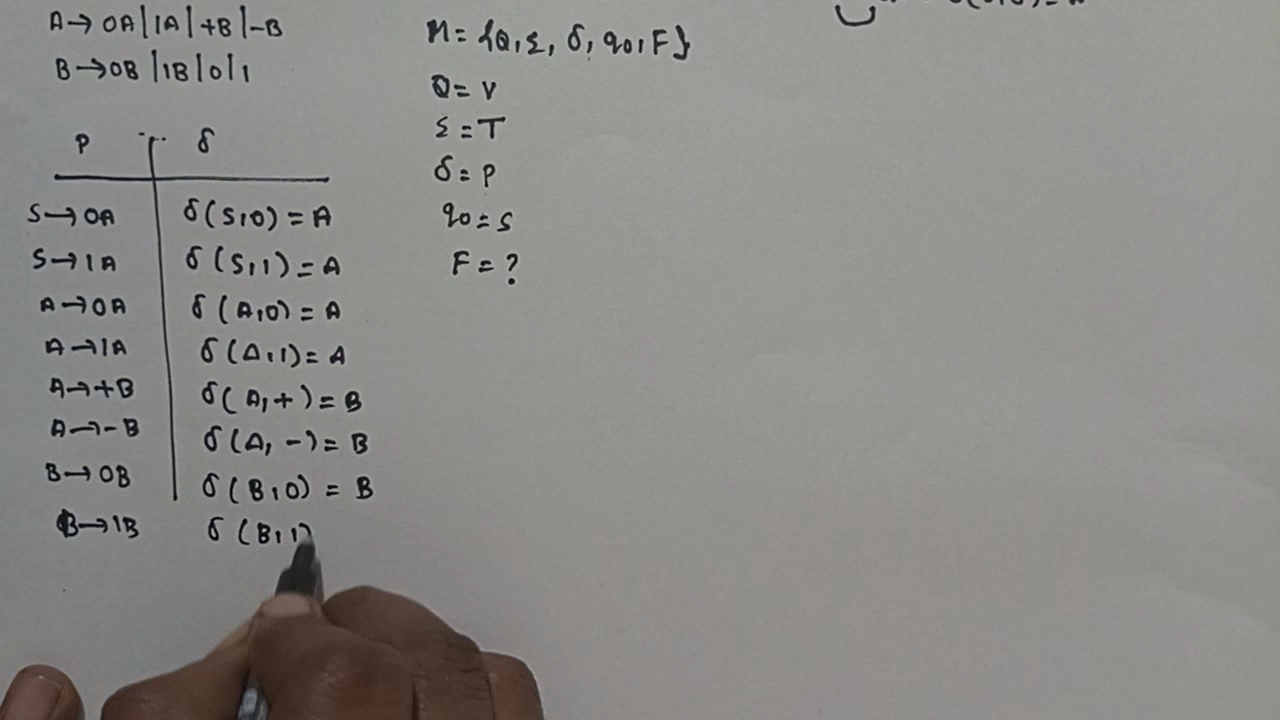 A→ 0A|1A|+B|-B
B→0B|1B|0|1
P δ
S→0A δ(S,0) = A
S→1A δ(S,1) = A
A→0A δ(A,0) = A
A→1A δ(A,1) = A
A→+B δ(A,+) = B
A→-B δ(A,-) = B
B→0B δ(B,0) = B
B→1B δ(B,1)
M= {Q,Σ, δ, q0, F}
Q= V
Σ=T
δ=P
q0=S
F=?